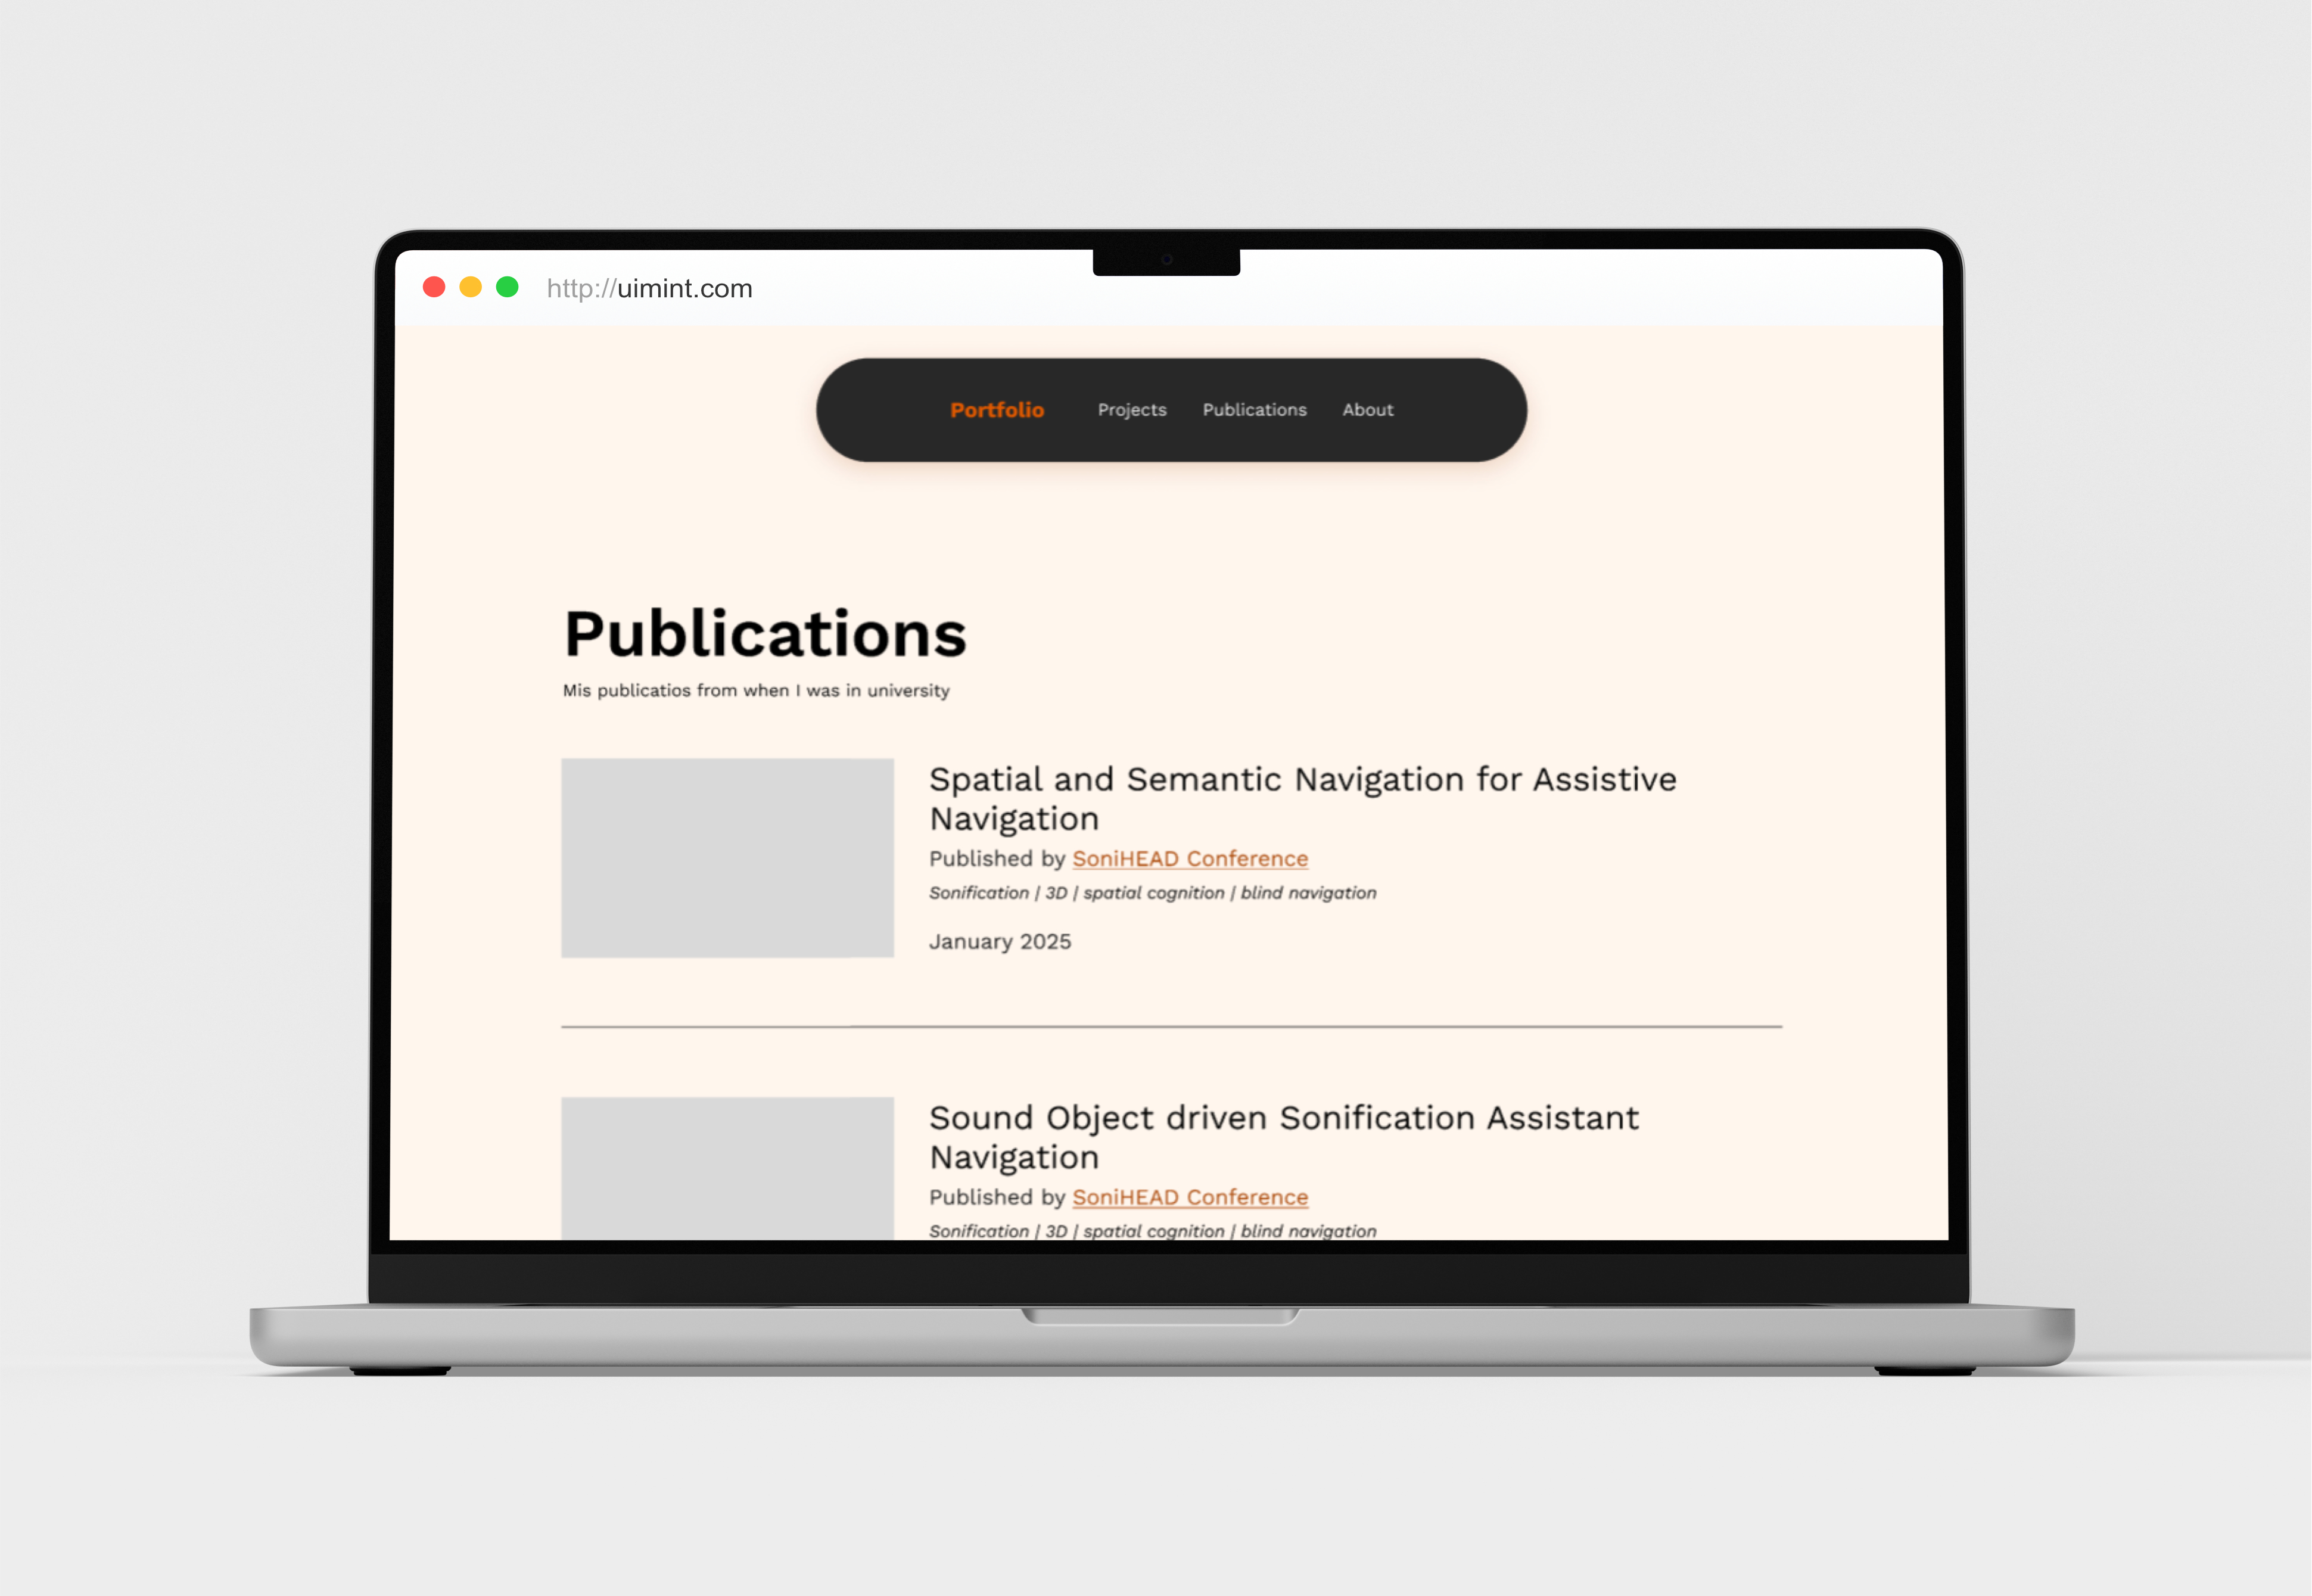 http://uimint.com
Portfolio Projects Publications About
Publications
Mis publicatios from when I was in university
Spatial and Semantic Navigation for Assistive
Navigation
Published by SoniHEAD Conference
Sonification | 3D | spatial cognition | blind navigation
January 2025
Sound Object driven Sonification Assistant
Navigation
Published by SoniHEAD Conference
Sonification | 3D | spatial cognition | blind navigation